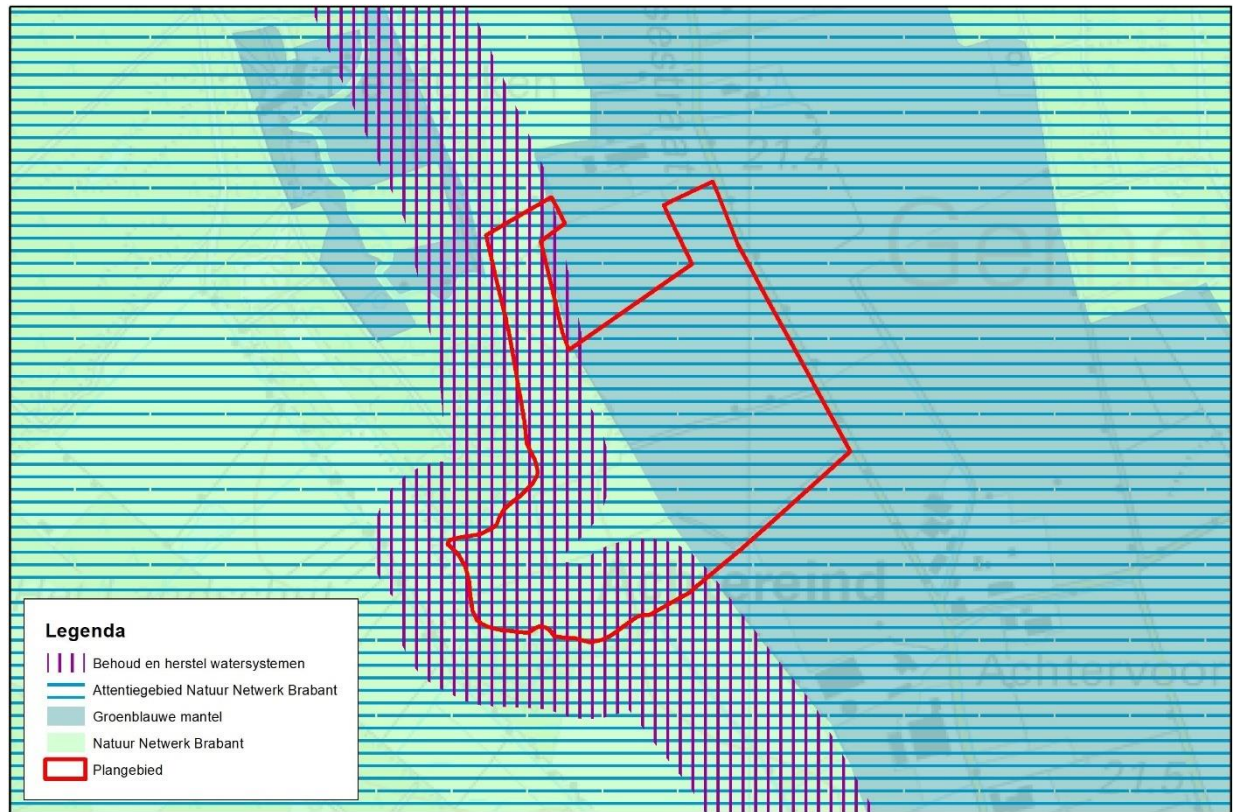 21.4
Achtervoor
21.5
Legenda
Behoud en herstel watersystemen
Attentiegebied Natuur Netwerk Brabant
Groenblauwe mantel
Natuur Netwerk Brabant
Plangebied